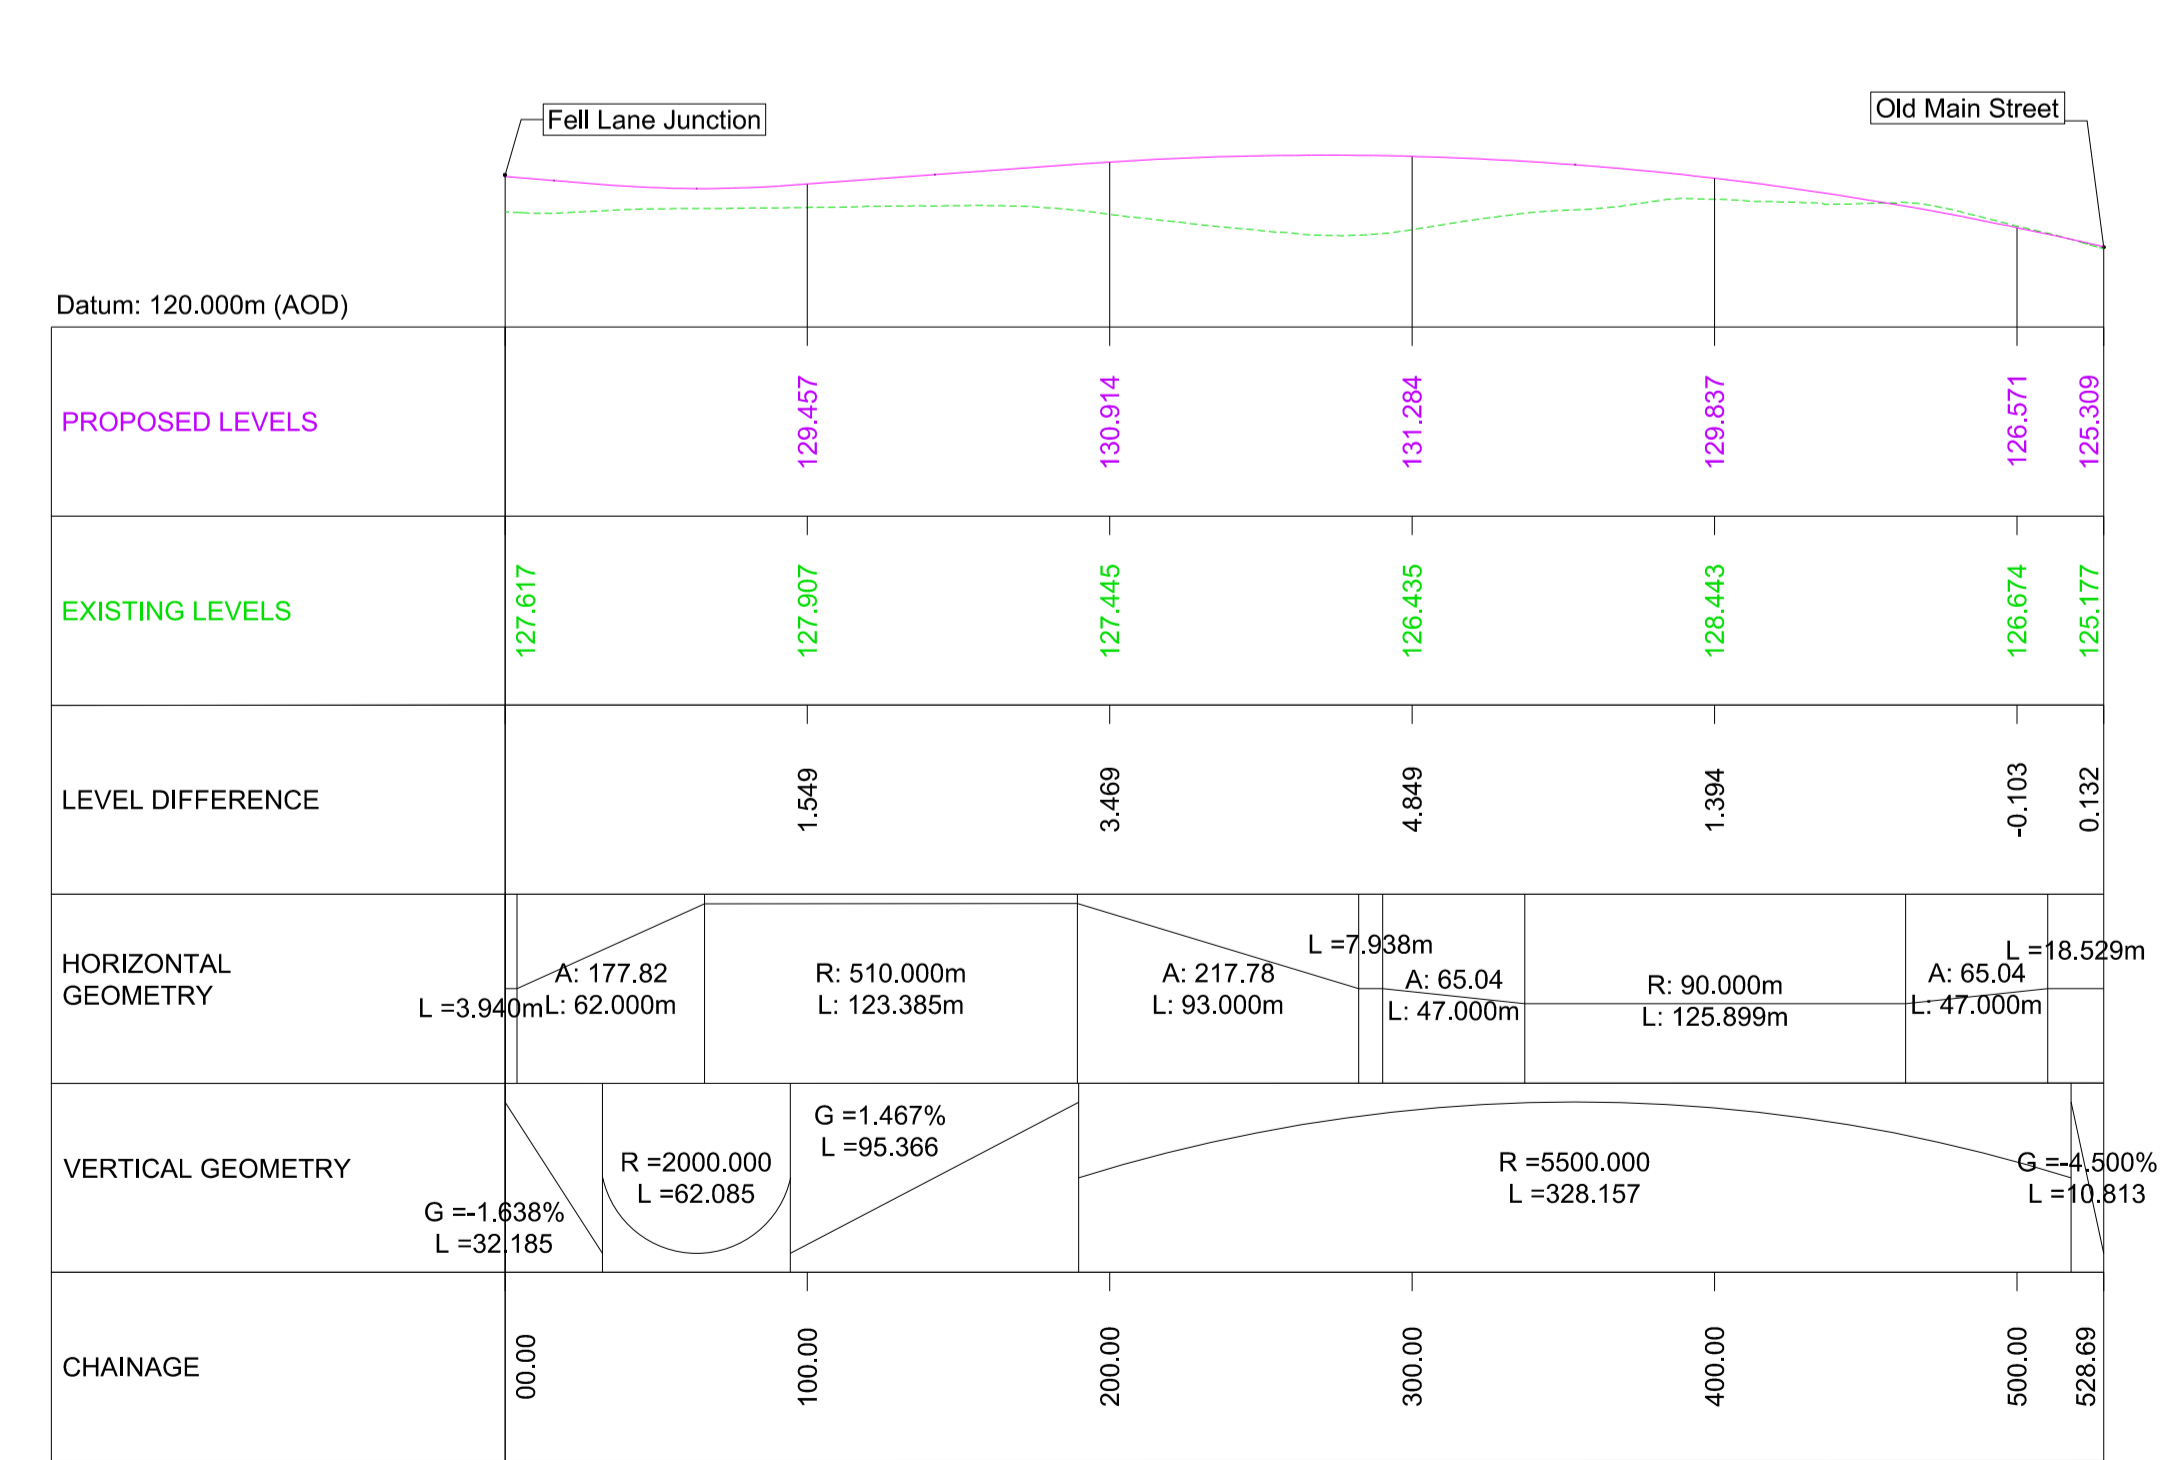 Fell Lane Junction
Old Main Street
Datum: 120.000m (AOD)
PROPOSED LEVELS
129.457
130.914
131.284
129.837
126.571
125.309
EXISTING LEVELS
127.617
127.907
127.445
126.435
128.443
126.674
125.177
LEVEL DIFFERENCE
1.549
3.469
4.849
1.394
-0.103
0.132
HORIZONTAL
GEOMETRY
L =3.940m
A: 177.82
L: 62.000m
R: 510.000m
L: 123.385m
A: 217.78
L: 93.000m
L =7.938m
A: 65.04
L: 47.000m
R: 90.000m
L: 125.899m
A: 65.04
L: 47.000m
L =18.529m
VERTICAL GEOMETRY
G =-1.638%
L =32.185
R =2000.000
L =62.085
G =1.467%
L =95.366
R =5500.000
L =328.157
G =-4.500%
L =10.813
CHAINAGE
00.00
100.00
200.00
300.00
400.00
500.00
528.69